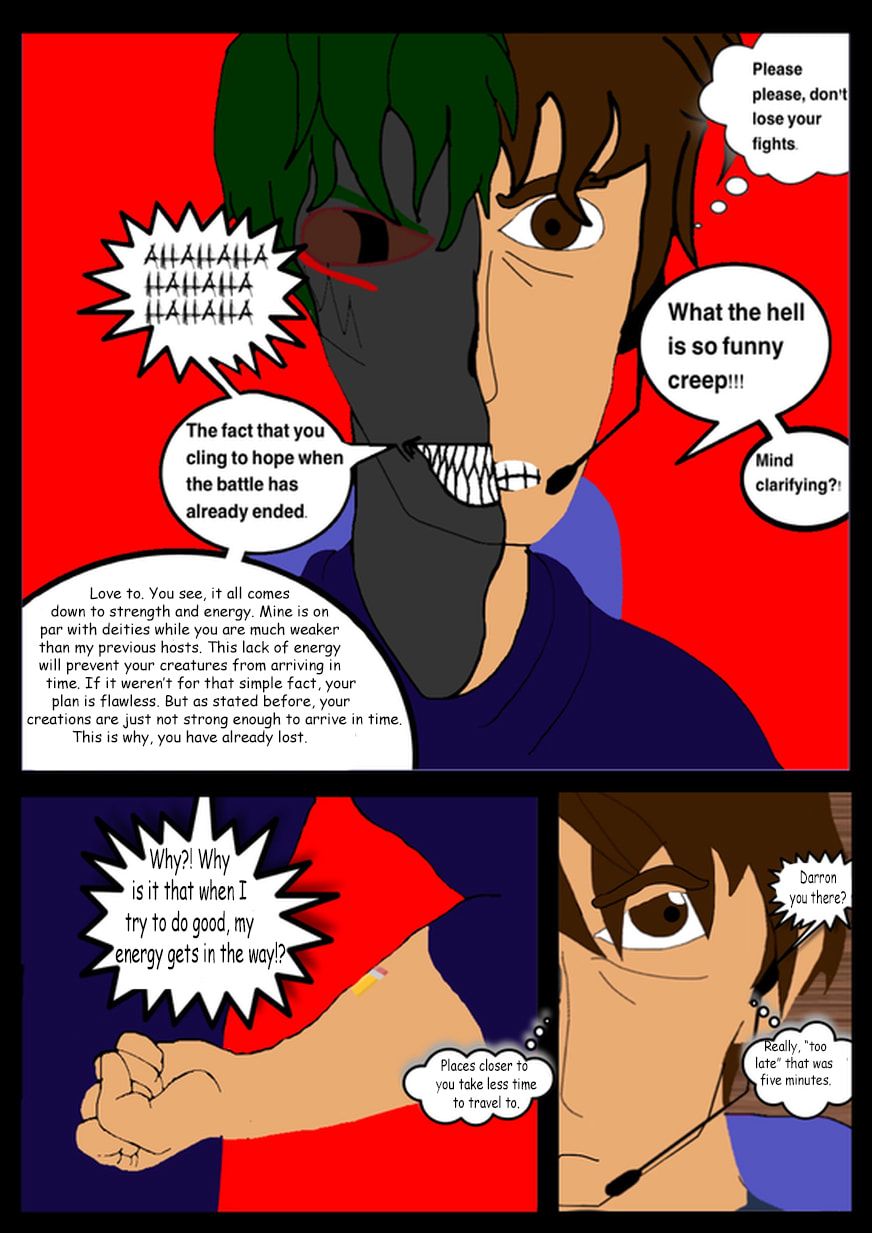 Please
please, don't
lose your
fights.
AHAHAHA
HAHAHA
HAHAHA
What the hell
is so funny
creep!!!
The fact that you
cling to hope when
the battle has
already ended.
Mind
clarifying?!
Love to. You see, it all comes
down to strength and energy. Mine is on
par with deities while you are much weaker
than my previous hosts. This lack of energy
will prevent your creatures from arriving in
time. If it weren't for that simple fact, your
plan is flawless. But as stated before, your
creations are just not strong enough to arrive in time.
This is why, you have already lost.
Why?! Why
is it that when I
try to do good, my
energy gets in the way!?
Places closer to
you take less time
to travel to.
Darron
you there?
Really, "too
late" that was
five minutes.